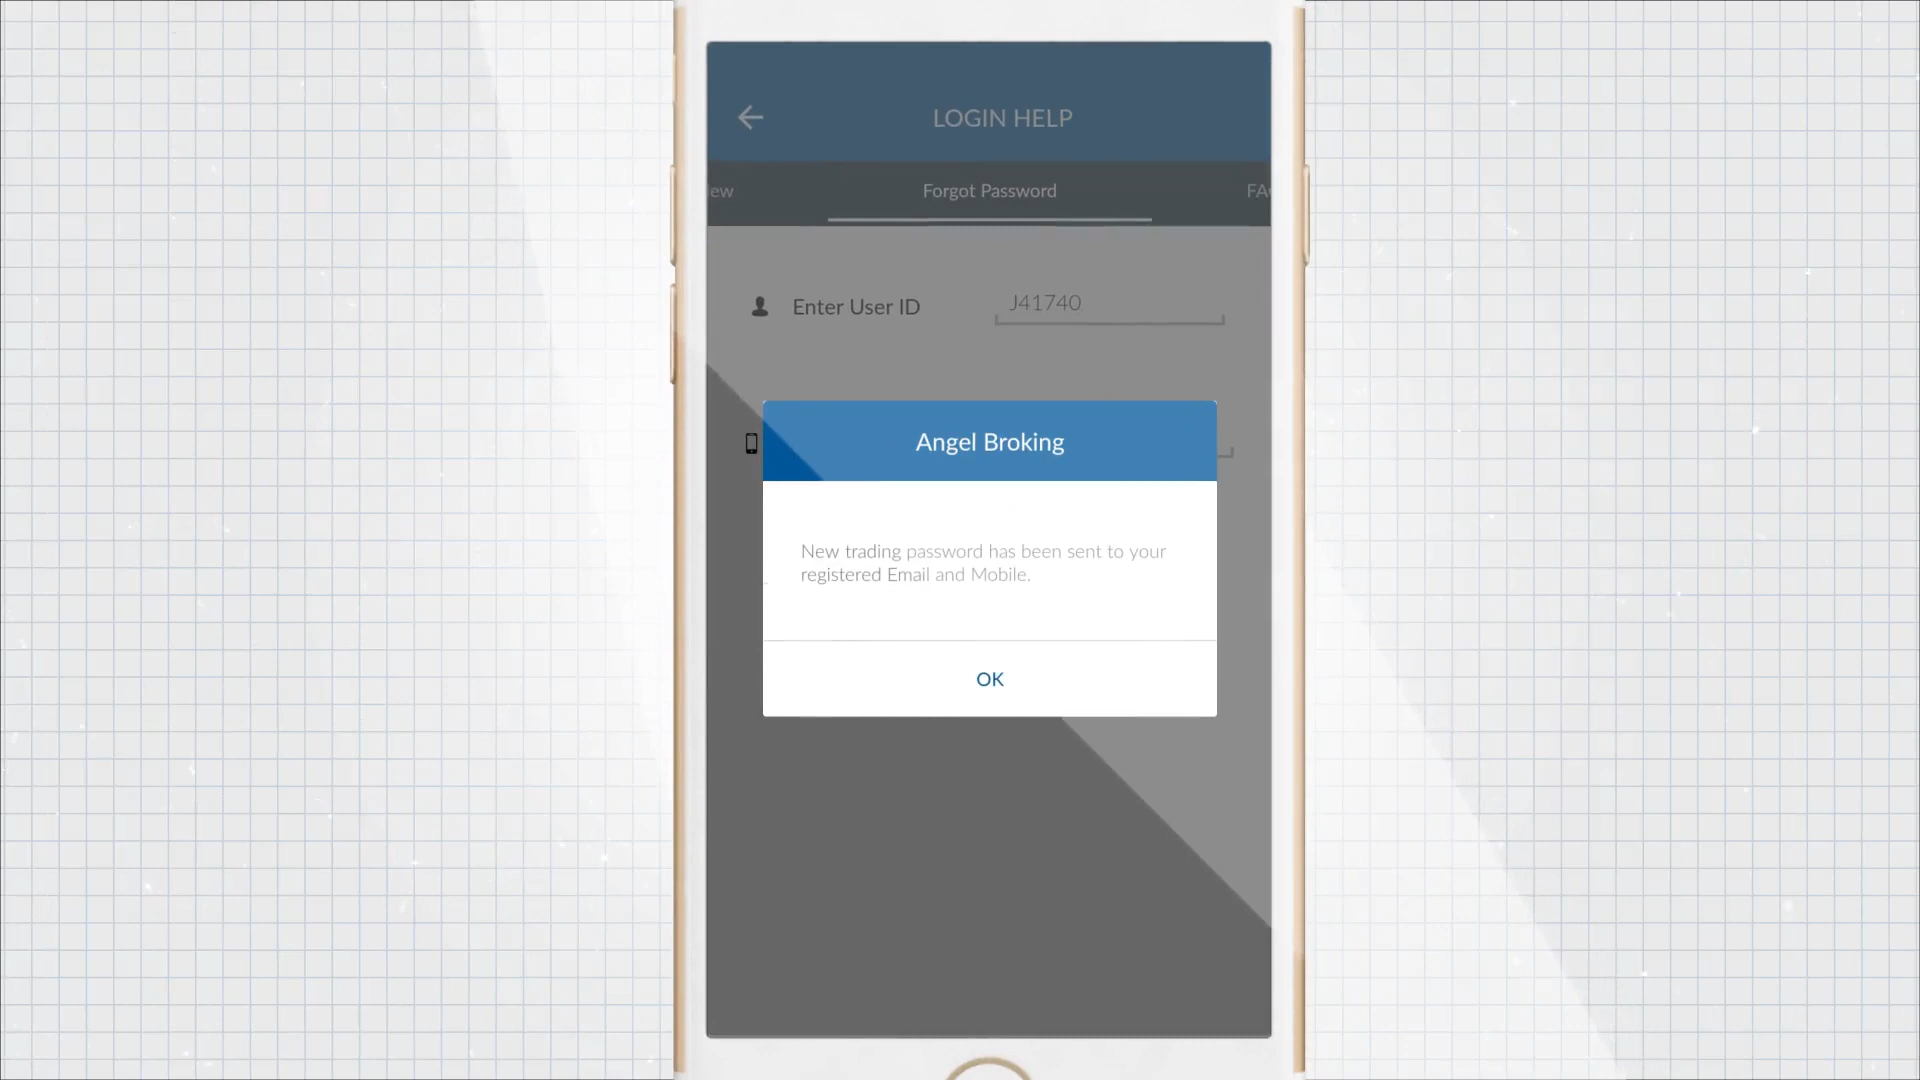 LOGIN HELP
ew
Forgot Password
FA
Enter User ID
J41740
Angel Broking
New trading password has been sent to your
registered Email and Mobile.
OK